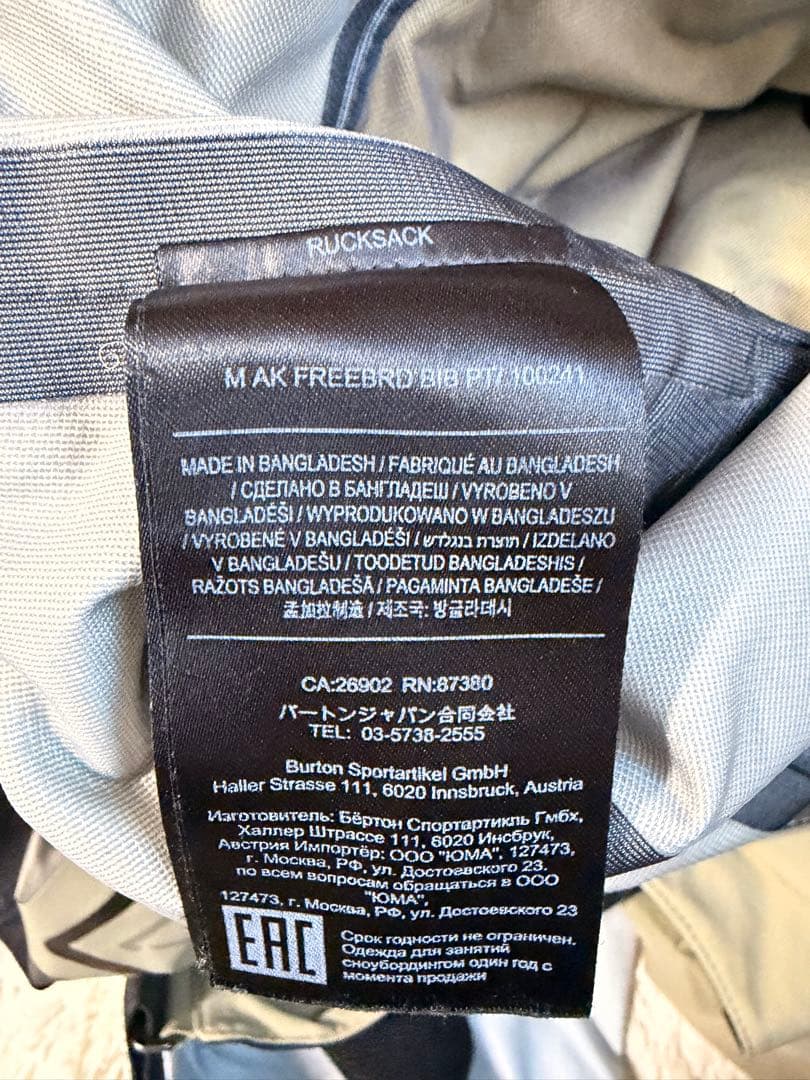 RUCKSACK
M AK FREEBRD BIB PT/ 100241
MADE IN BANGLADESH / FABRIQUÉ AU BANGLADESH
/ СДЕЛАНО В БАНГЛАДЕШ / VYROBENO V
BANGLADÉŠI / WYPRODUKOWANO W BANGLADESZU
/ VYROBENÉ V BANGLADÉŠI / תוצרת בנגלדש / IZDELANO
V BANGLADEŠU / TOODETUD BANGLADESHIS /
RAŽOTS BANGLADEŠĀ / PAGAMINTA BANGLADEŠE /
孟加拉制造 / 제조국: 방글라데시
CA:26902 RN:87380
バートンジャパン合同会社
TEL: 03-5738-2555
Burton Sportartikel GmbH
Haller Strasse 111, 6020 Innsbruck, Austria
Изготовитель: Бёртон Спортартикль Гмбх,
Халлер Штрассе 111, 6020 Инсбрук,
Австрия Импортёр: ООО "ЮМА", 127473,
г. Москва, РФ, ул. Достоевского 23.
по всем вопросам обращаться в ООО
"ЮМА",
127473, г. Москва, РФ, ул. Достоевского 23
EAC
Срок годности не ограничен.
Одежда для занятий
сноубордингом один год с
момента продажи